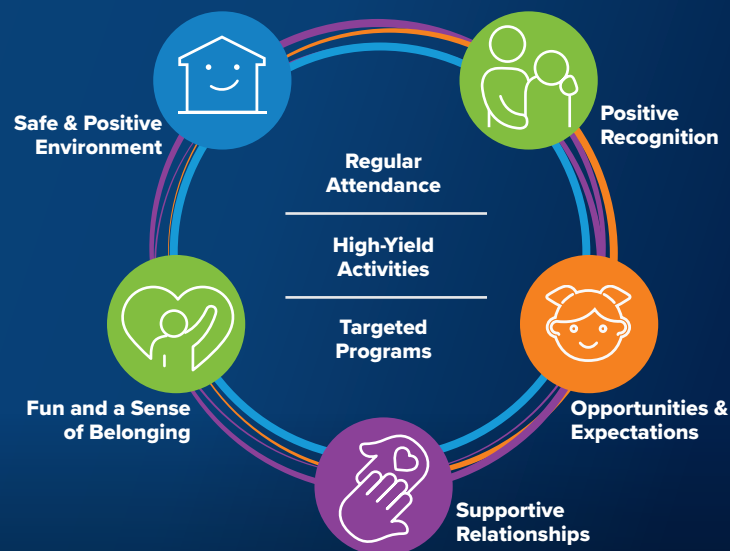 Safe & Positive
Environment
Positive
Recognition
Regular
Attendance
High-Yield
Activities
Targeted
Programs
Fun and a Sense
of Belonging
Opportunities &
Expectations
Supportive
Relationships